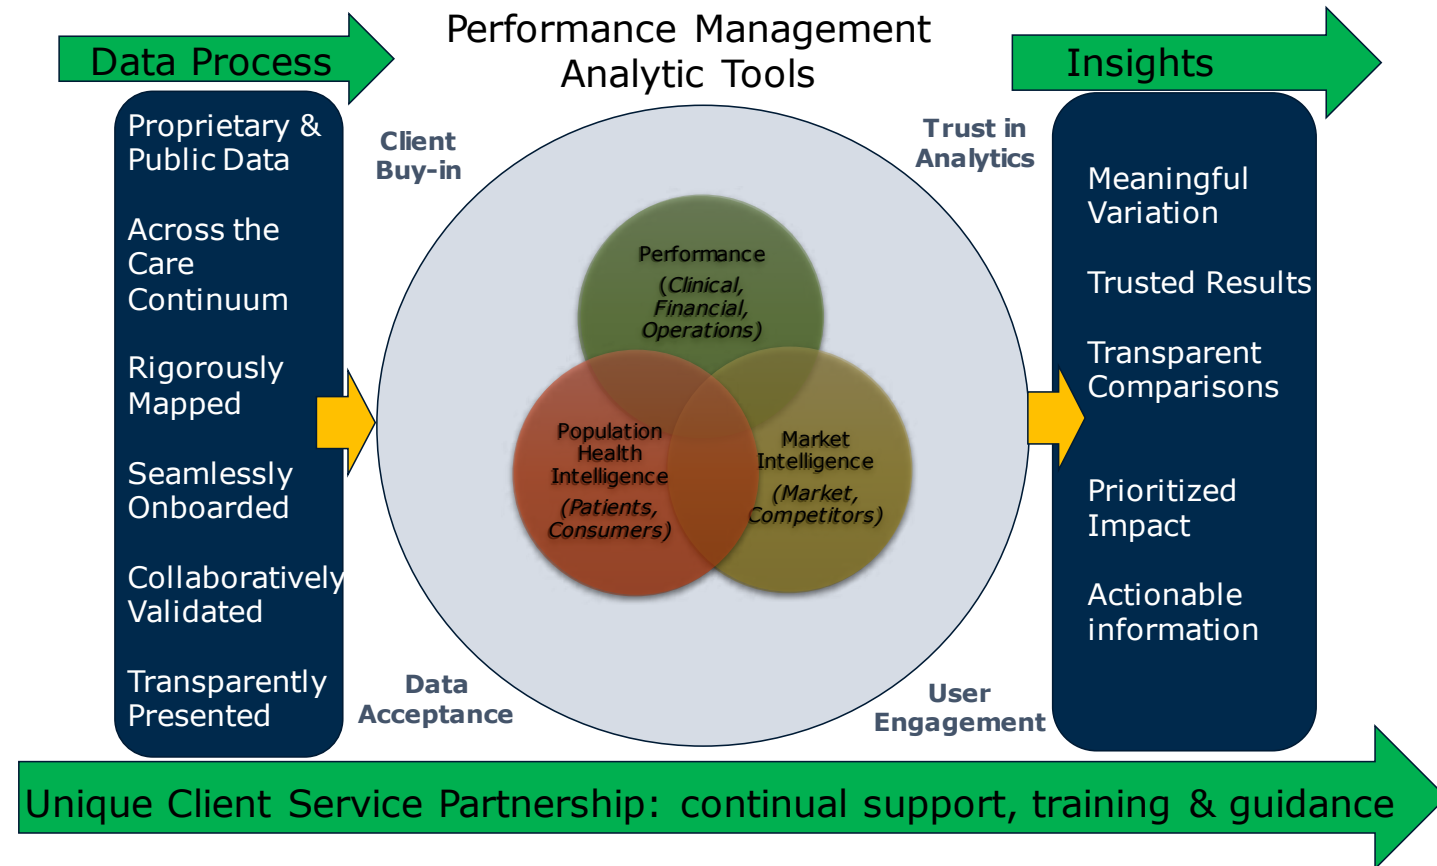 Performance Management
Analytic Tools
Data Process
Insights
Proprietary &
Public Data
Across the
Care
Continuum
Rigorously
Mapped
Seamlessly
Onboarded
Collaboratively
Validated
Transparently
Presented
Client
Buy-in
Trust in
Analytics
Performance
(Clinical,
Financial,
Operations)
Population
Health
Intelligence
(Patients,
Consumers)
Market
Intelligence
(Market,
Competitors)
Data
Acceptance
User
Engagement
Meaningful
Variation
Trusted Results
Transparent
Comparisons
Prioritized
Impact
Actionable
information
Unique Client Service Partnership: continual support, training & guidance